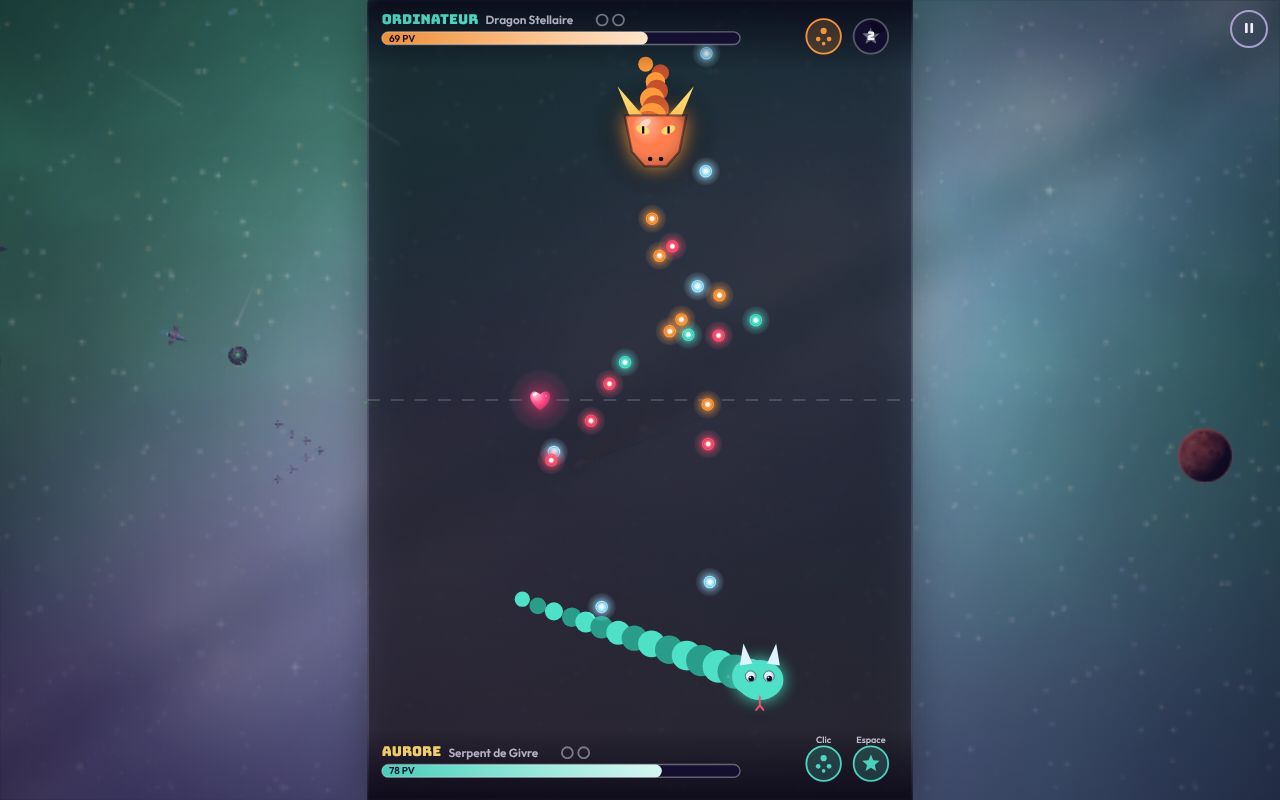 ORDINATEUR Dragon Stellaire
69 PV
2
Clic Espace
AURORE Serpent de Givre
78 PV